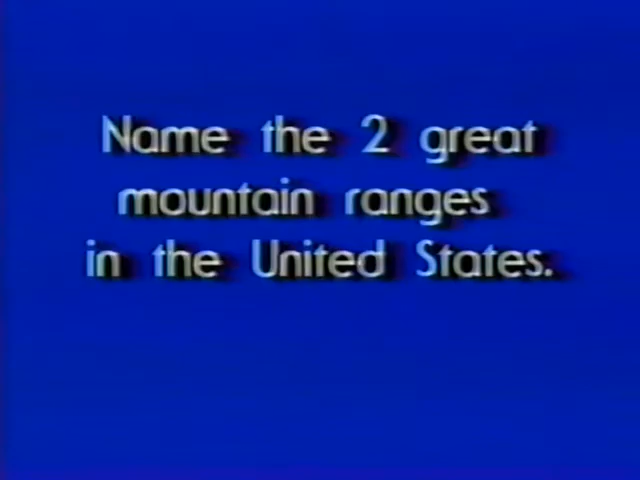 Name the 2 great
mountain ranges
in the United States.